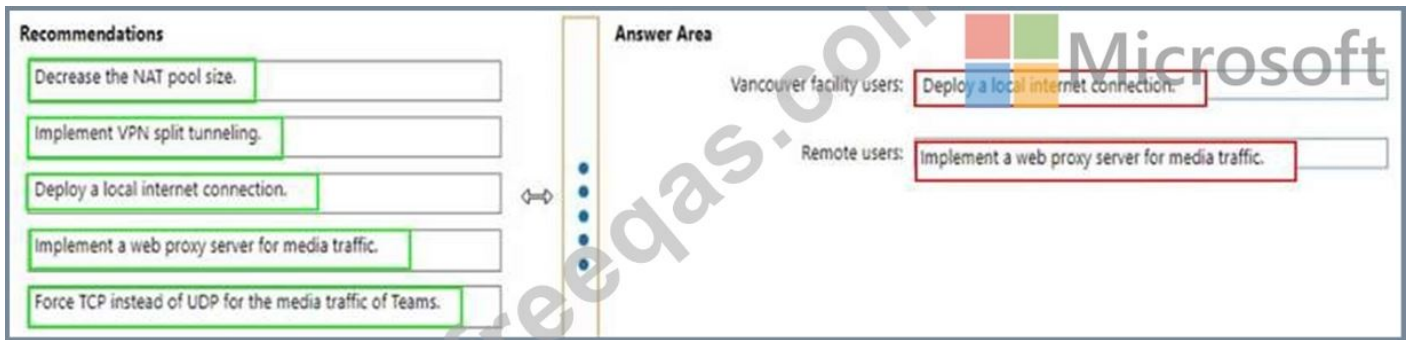 Recommendations
Decrease the NAT pool size.
Implement VPN split tunneling.
Deploy a local internet connection.
Implement a web proxy server for media traffic.
Force TCP instead of UDP for the media traffic of Teams.
Answer Area
Microsoft
Vancouver facility users: Deploy a local internet connection.
Remote users: Implement a web proxy server for media traffic.
freeqas.com